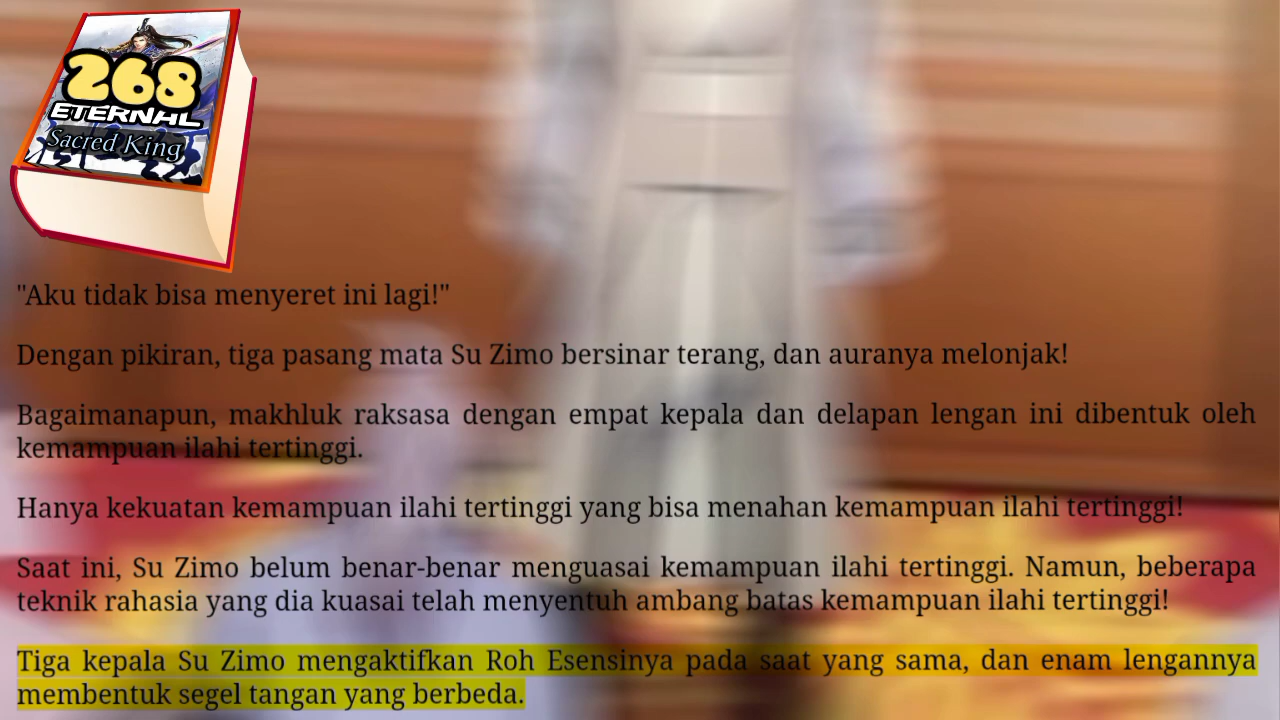 268
ETERNAL
Sacred King
"Aku tidak bisa menyeret ini lagi!"
Dengan pikiran, tiga pasang mata Su Zimo bersinar terang, dan auranya melonjak!
Bagaimanapun, makhluk raksasa dengan empat kepala dan delapan lengan ini dibentuk oleh
kemampuan ilahi tertinggi.
Hanya kekuatan kemampuan ilahi tertinggi yang bisa menahan kemampuan ilahi tertinggi!
Saat ini, Su Zimo belum benar-benar menguasai kemampuan ilahi tertinggi. Namun, beberapa
teknik rahasia yang dia kuasai telah menyentuh ambang batas kemampuan ilahi tertinggi!
Tiga kepala Su Zimo mengaktifkan Roh Esensinya pada saat yang sama, dan enam lengannya
membentuk segel tangan yang berbeda.